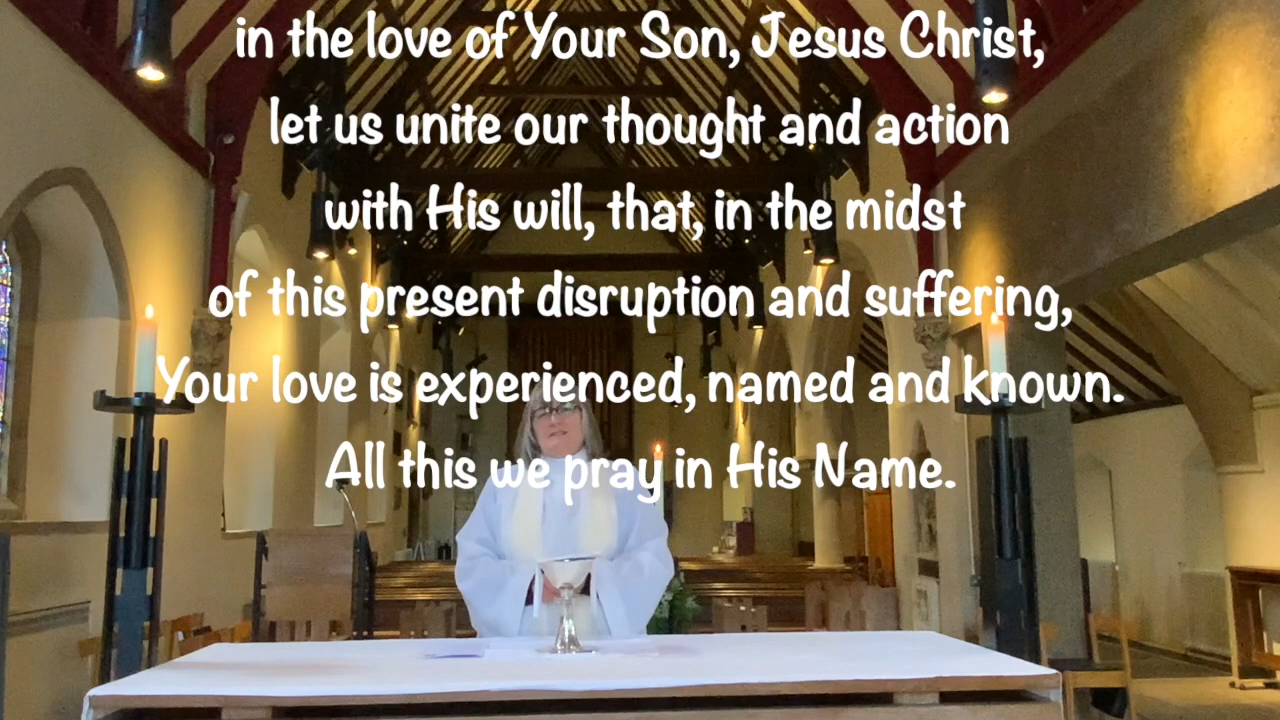 in the love of Your Son, Jesus Christ,
let us unite our thought and action
with His will, that, in the midst
of this present disruption and suffering,
Your love is experienced, named and known.
All this we pray in His Name.